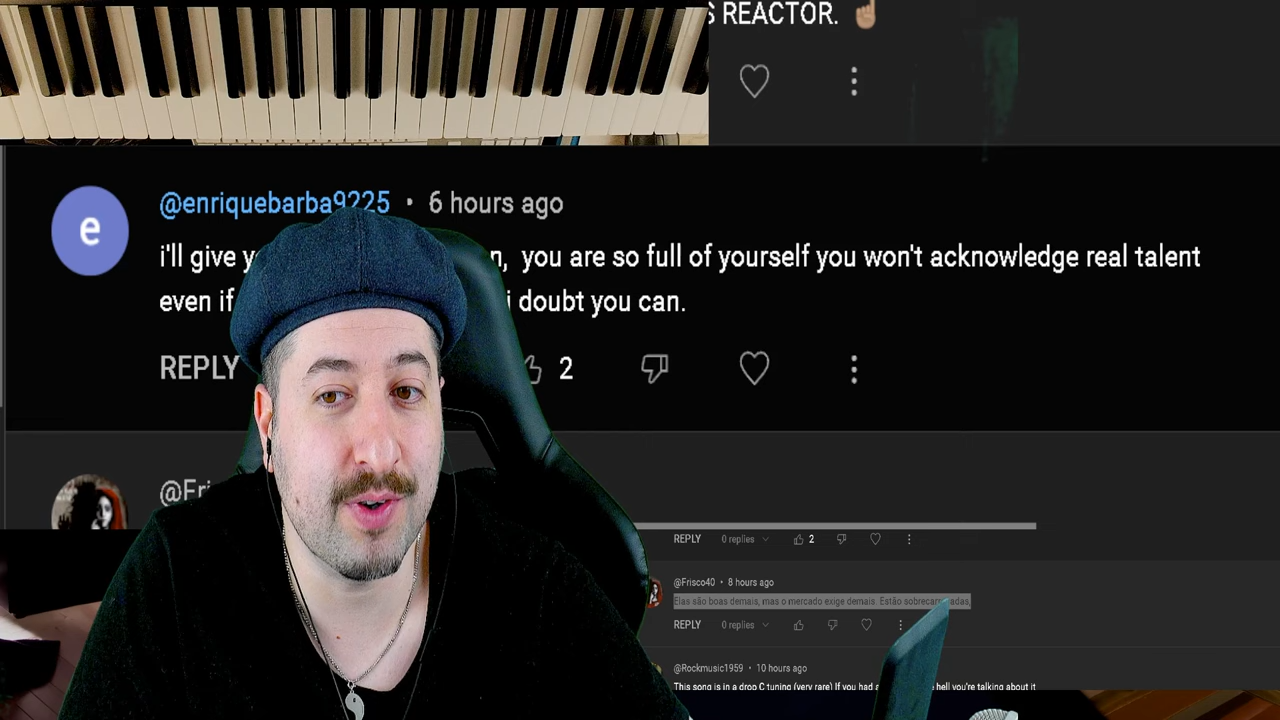 S REACTOR. ☝🏽
e
@enriquebarba9225 • 6 hours ago
i'll give n, you are so full of yourself you won't acknowledge real talent
even if i doubt you can.
REPLY 2
@Fri
REPLY 0 replies 2
@Frisco40 • 8 hours ago
Elas são boas demais, mas o mercado exige demais. Estão
REPLY 0 replies
@Rockmusic1959 • 10 hours ago
This song is in a drop C tuning (very rare) If you had hell you're talking about it